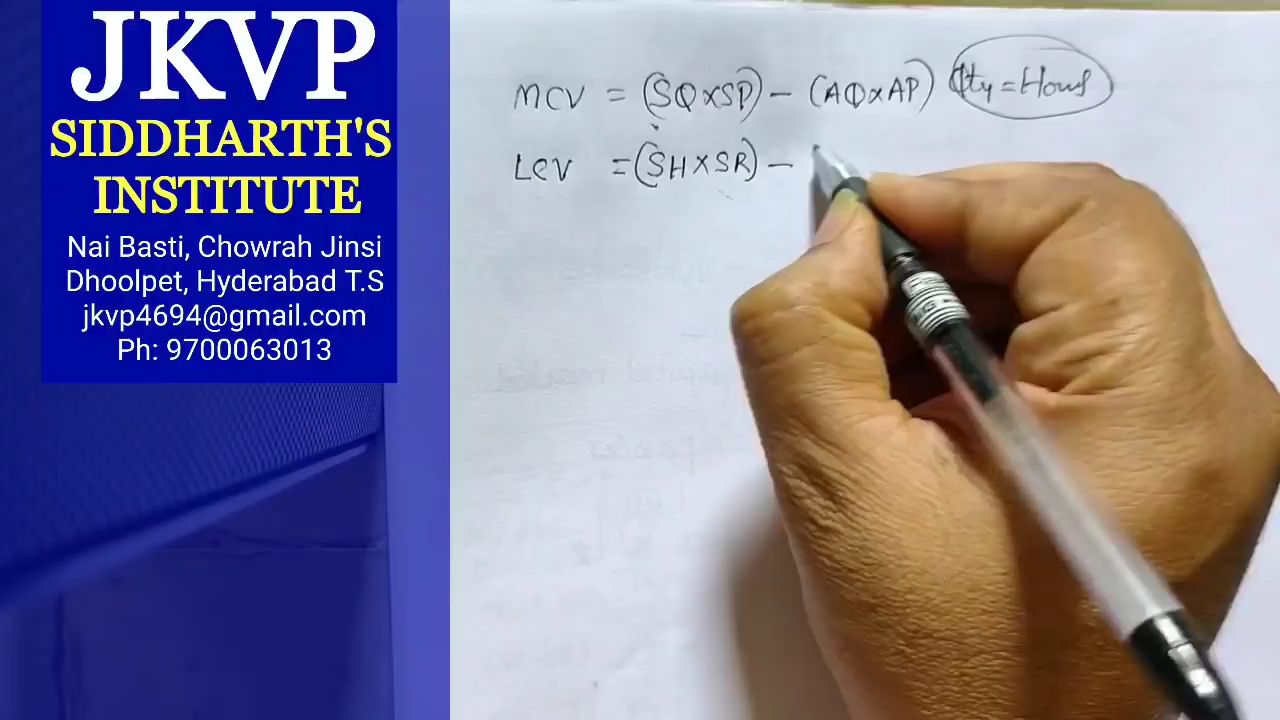 JKVP
SIDDHARTH'S
INSTITUTE
Nai Basti, Chowrah Jinsi
Dhoolpet, Hyderabad T.S
jkvp4694@gmail.com
Ph: 9700063013
MCV = (SQ×SP) - (AQ×AP) Qty = Hours
LCV = (SH×SR) -